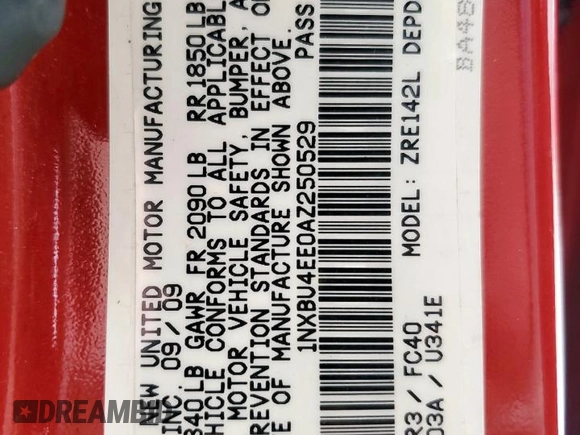 NEW UNITED MOTOR MANUFACTURING
INC. 09/09
340LB GAWR FR 2090LB RR 1850LB
HICLE CONFORMS TO ALL APPLICABL
MOTOR VEHICLE SAFETY, BUMPER, A
REVENTION STANDARDS IN EFFECT O
E OF MANUFACTURE SHOWN ABOVE.
1NXBU4EE0AZ250529 PASS
MODEL: ZRE142L DEPD
R3 / FC40
03A / U341E
BA48
DREAMBID